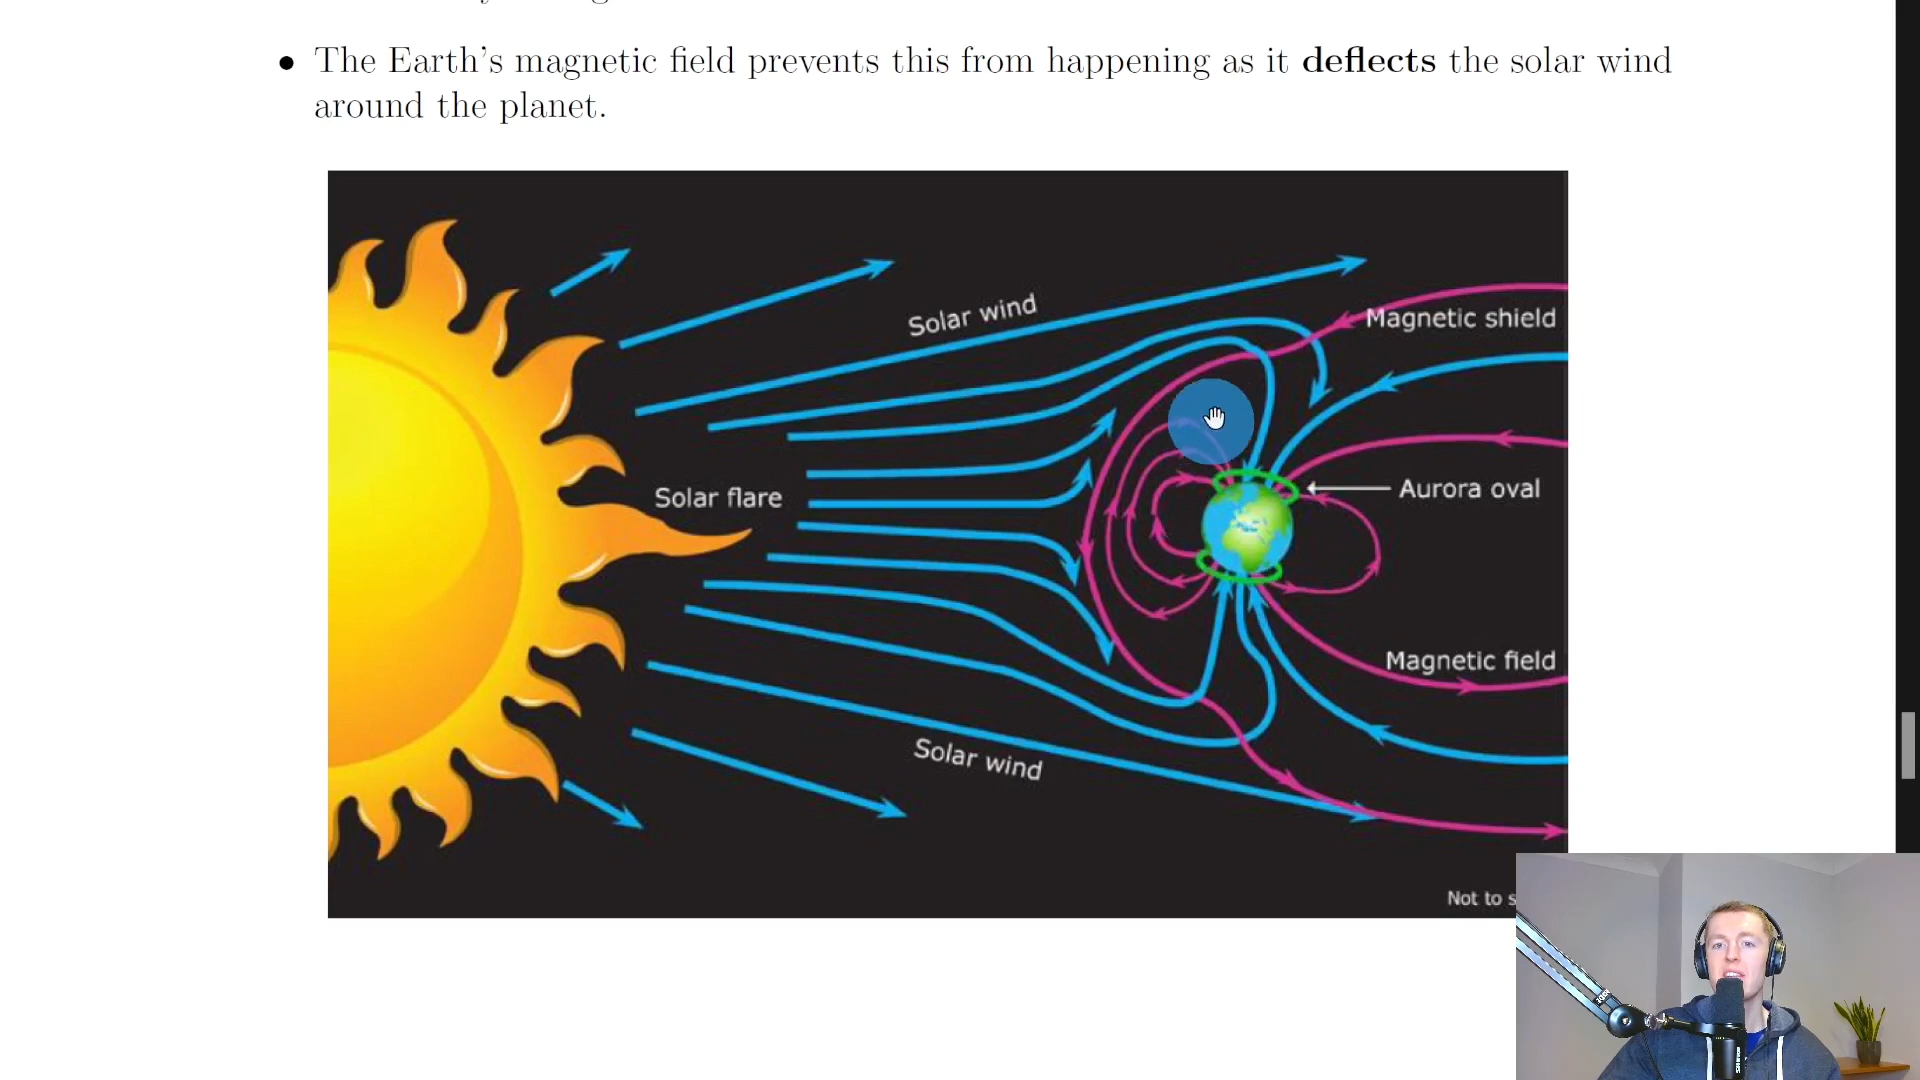 • The Earth's magnetic field prevents this from happening as it deflects the solar wind
around the planet.
Solar wind
Magnetic shield
Solar flare
Aurora oval
Magnetic field
Solar wind
Not to s